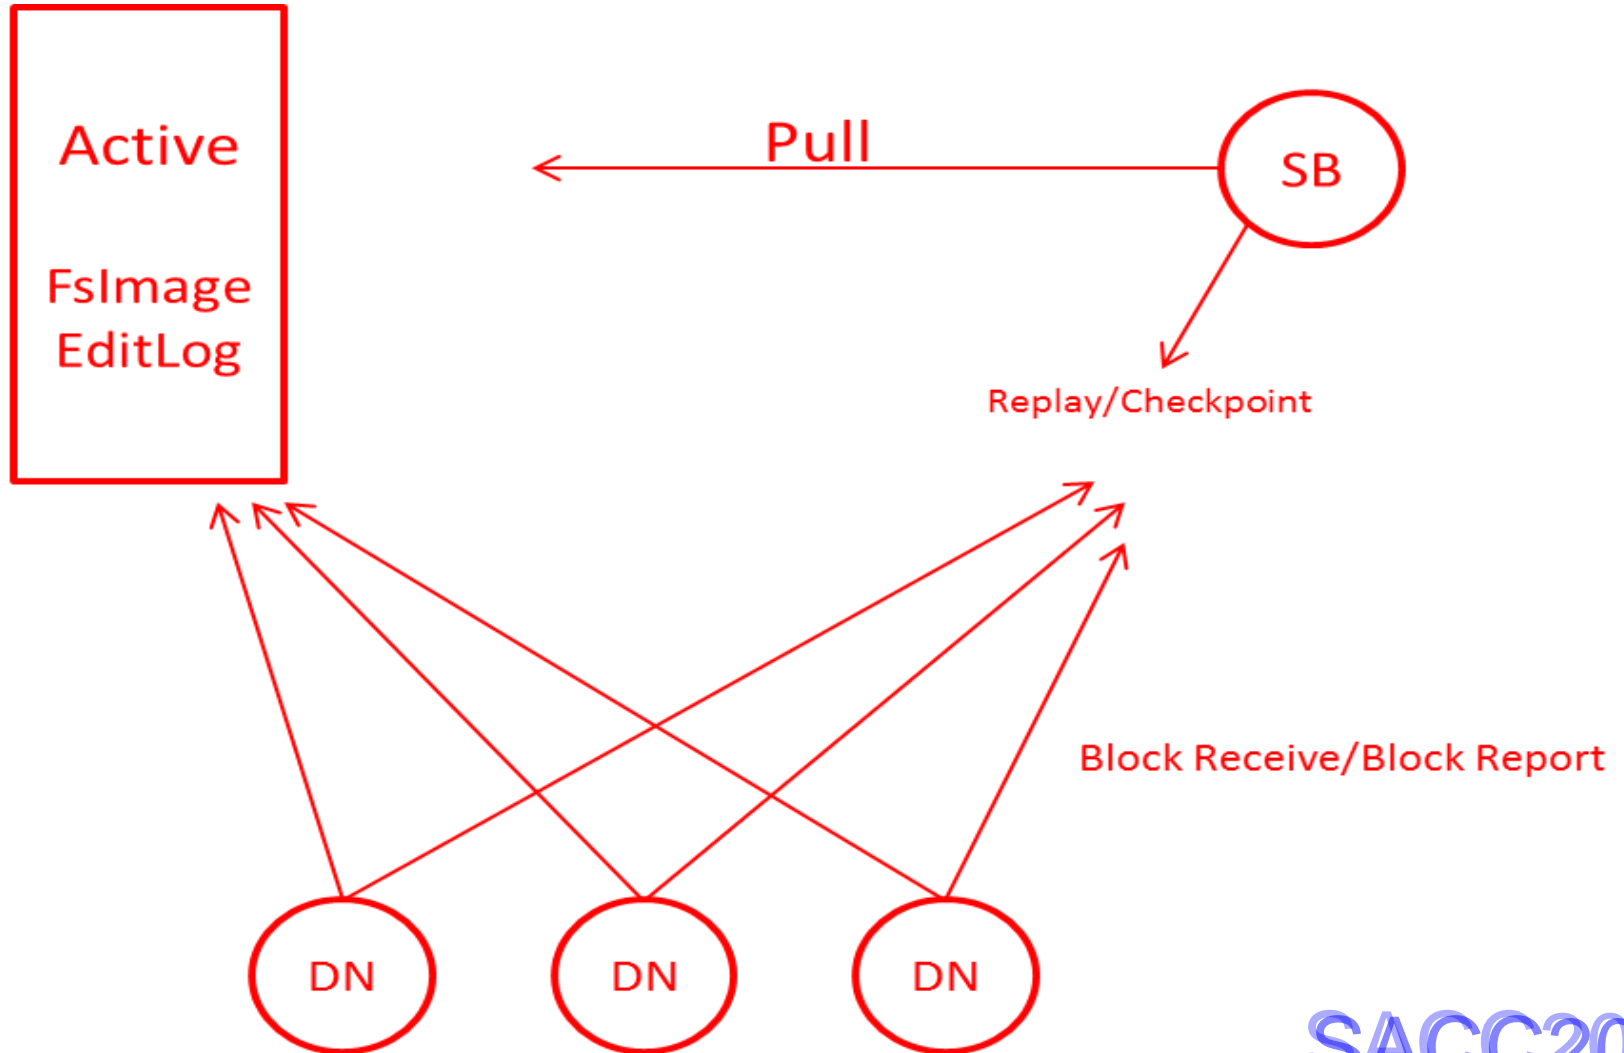 Active
Pull
SB
FsImage
EditLog
Replay/Checkpoint
Block Receive/Block Report
DN
DN
DN